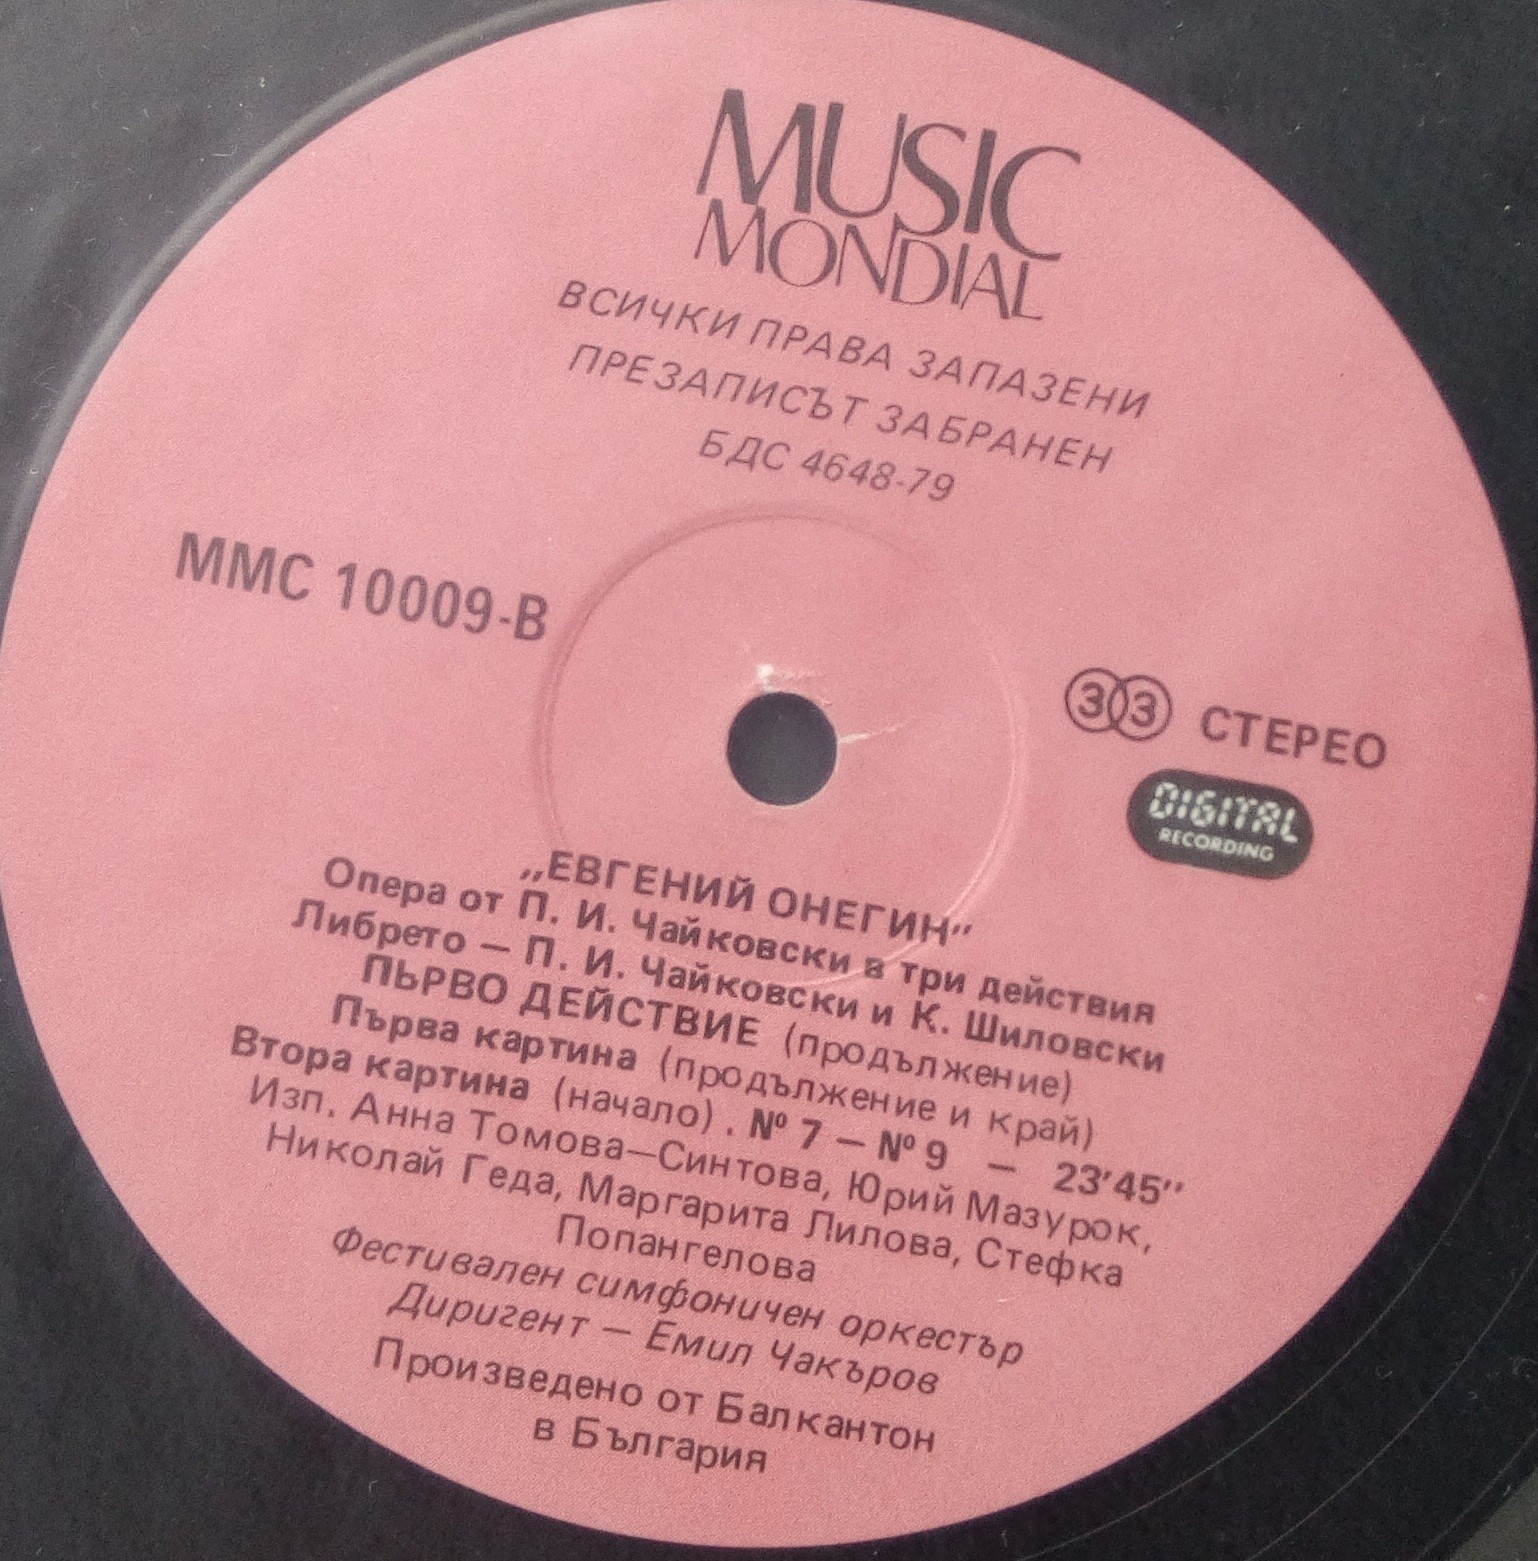 MUSIC
MONDIAL
ВСИЧКИ ПРАВА ЗАПАЗЕНИ
ПРЕЗАПИСЪТ ЗАБРАНЕН
БДС 4648-79
ММС 10009-В
33 СТЕРЕО
DIGITAL
RECORDING
„ЕВГЕНИЙ ОНЕГИН"
Опера от П. И. Чайковски в три действия
Либрето — П. И. Чайковски и К. Шиловски
ПЬРВО ДЕЙСТВИЕ (продължение)
Първа картина (продължение и край)
Втора картина (начало). № 7 — № 9 — 23'45"
Изп. Анна Томова—Синтова, Юрий Мазурок,
Николай Геда, Маргарита Лилова, Стефка
Попангелова
Фестивален симфоничен оркестър
Диригент — Емил Чакъров
Произведено от Балкантон
в България